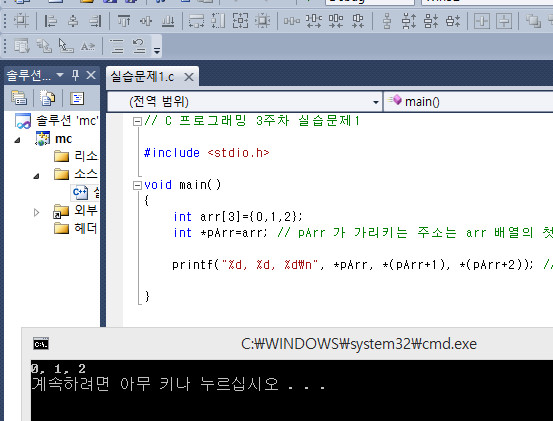 Debug
솔루션...
실습문제1.c
(전역 범위)
main()
솔루션 'mc'
mc
리소
소스
외부
헤더
// C 프로그래밍 3주차 실습문제1
#include <stdio.h>
void main()
{
int arr[3]={0,1,2};
int *pArr=arr; // pArr 가 가리키는 주소는 arr 배열의 첫
printf("%d, %d, %d₩n", *pArr, *(pArr+1), *(pArr+2)); //
}
C:₩WINDOWS₩system32₩cmd.exe
C:\.
0, 1, 2
계속하려면 아무 키나 누르십시오 . . .